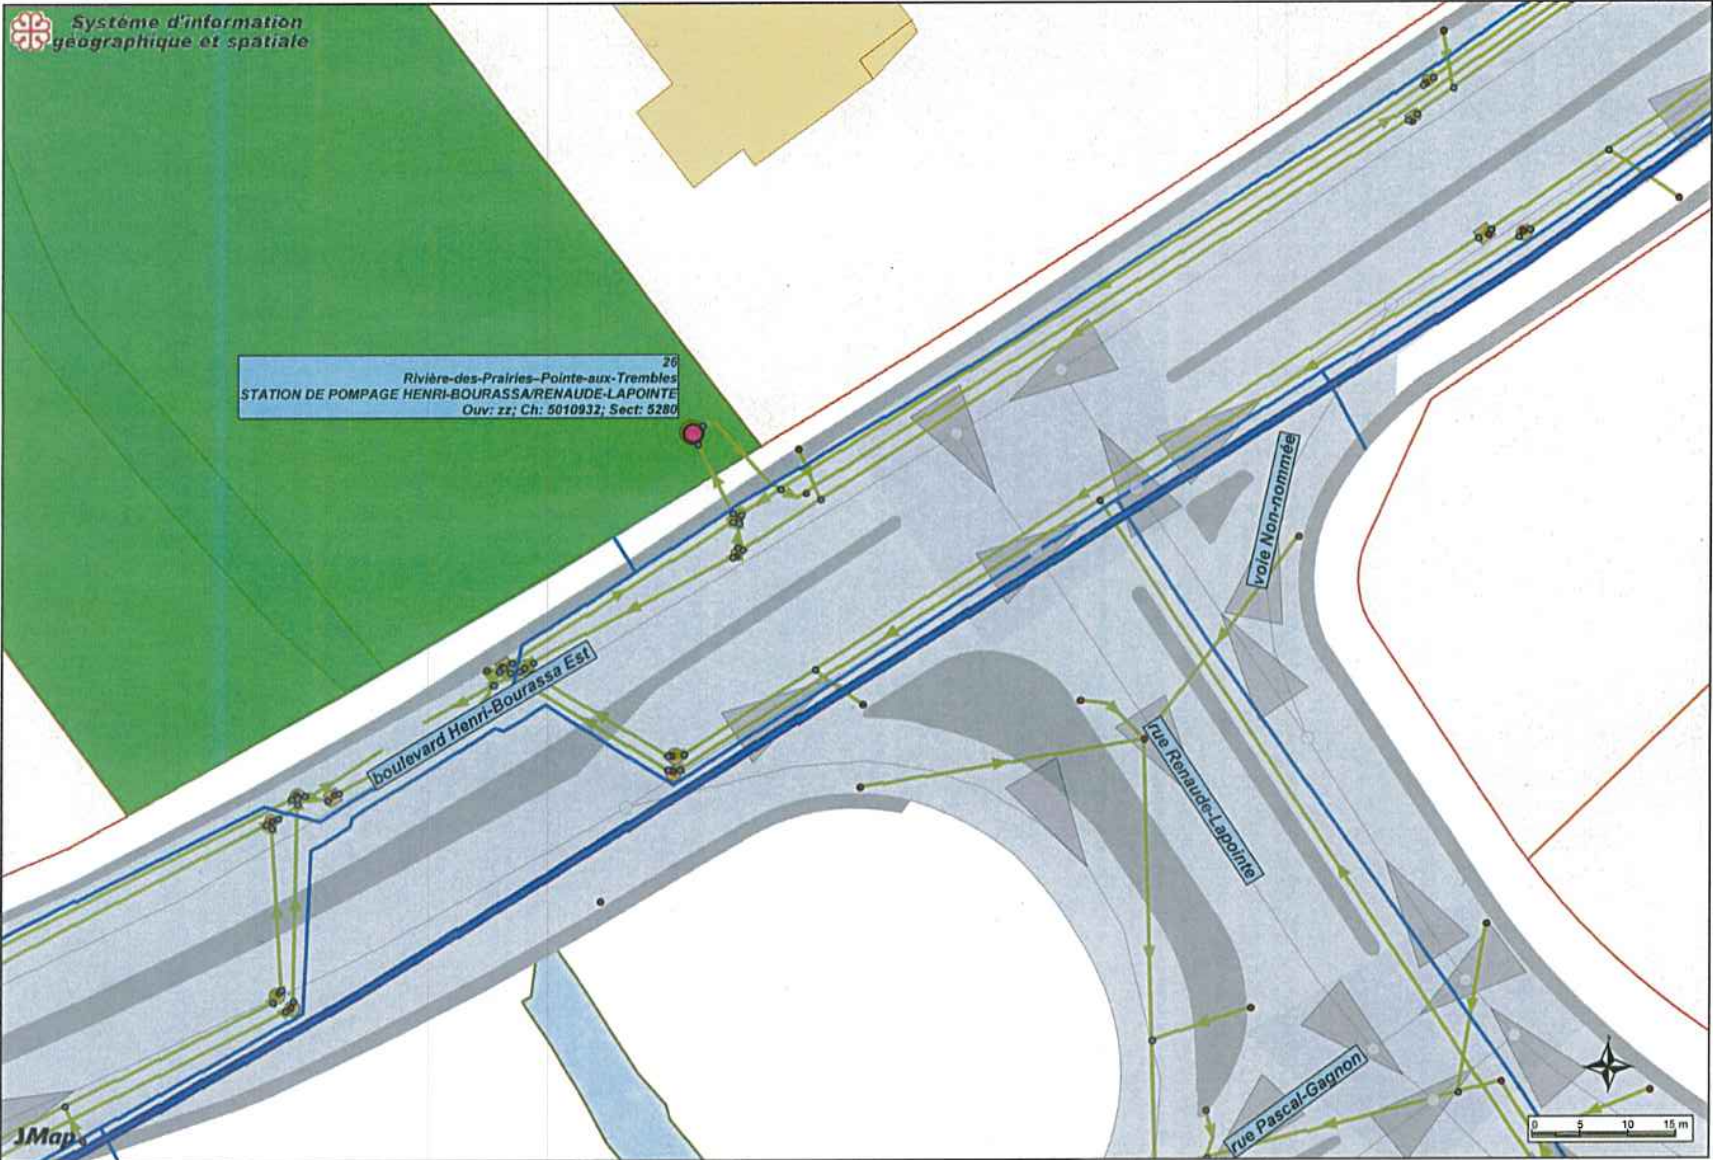 Système d'information
géographique et spatiale
26
Rivière-des-Prairies–Pointe-aux-Trembles
STATION DE POMPAGE HENRI-BOURASSA/RENAUDE-LAPOINTE
Ouv: zz; Ch: 5010932; Sect: 5280
voie Non-nommée
boulevard Henri-Bourassa Est
rue Renaude-Lapointe
rue Pascal-Gagnon
JMap
0 5 10 15 m